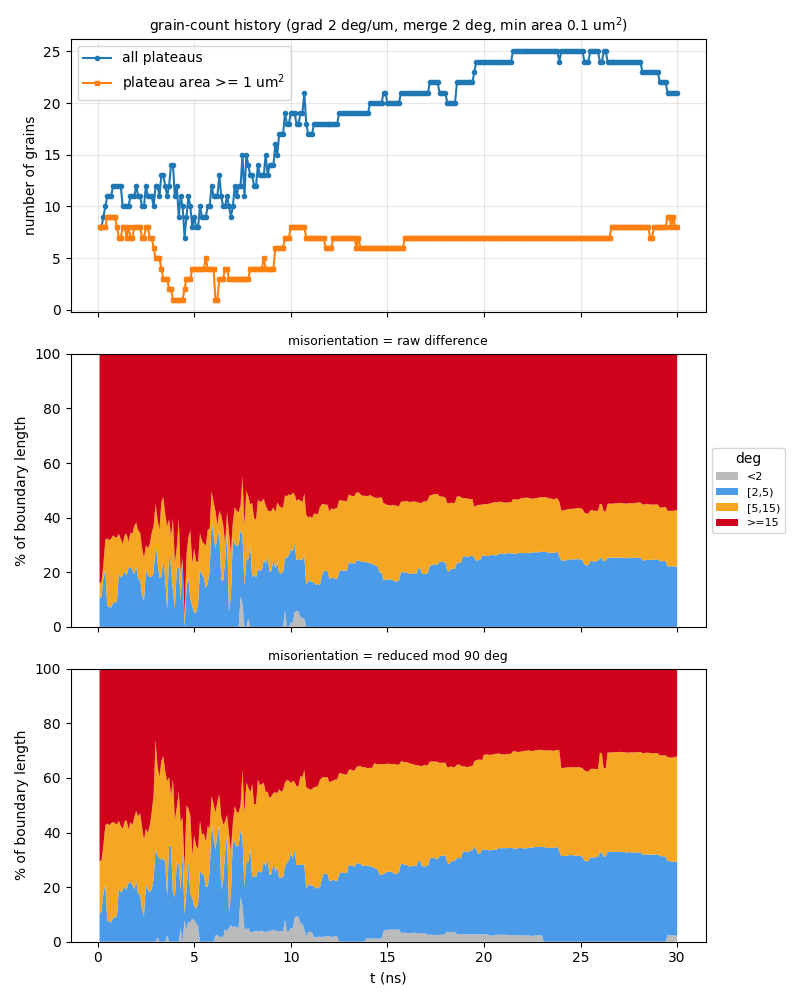 grain-count history (grad 2 deg/um, merge 2 deg, min area 0.1 um²)
number of grains
25
20
15
10
5
0
all plateaus
plateau area >= 1 um²
misorientation = raw difference
% of boundary length
100
80
60
40
20
0
deg
<2
[2,5)
[5,15)
>=15
misorientation = reduced mod 90 deg
% of boundary length
100
80
60
40
20
0
0 5 10 15 20 25 30
t (ns)